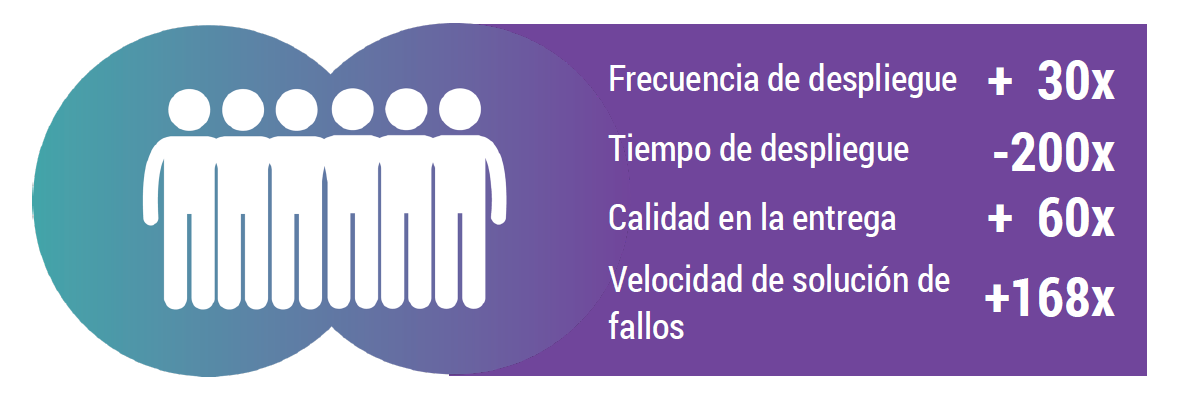 Frecuencia de despliegue + 30x
Tiempo de despliegue -200x
Calidad en la entrega + 60x
Velocidad de solución de
fallos +168x